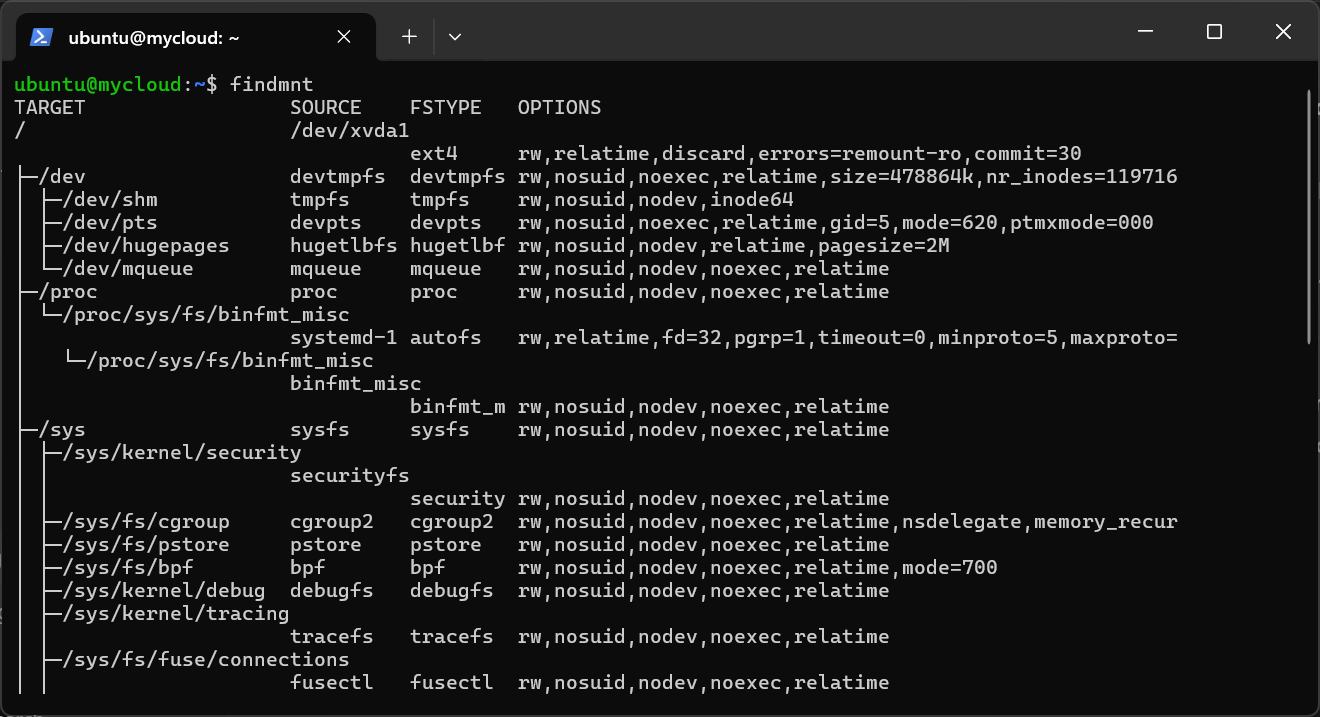 ubuntu@mycloud: ~
ubuntu@mycloud:~$ findmnt
TARGET                 SOURCE    FSTYPE   OPTIONS
/                      /dev/xvda1
                                 ext4     rw,relatime,discard,errors=remount-ro,commit=30
├─/dev                 devtmpfs  devtmpfs rw,nosuid,noexec,relatime,size=478864k,nr_inodes=119716
│ ├─/dev/shm           tmpfs     tmpfs    rw,nosuid,nodev,inode64
│ ├─/dev/pts           devpts    devpts   rw,nosuid,noexec,relatime,gid=5,mode=620,ptmxmode=000
│ ├─/dev/hugepages     hugetlbfs hugetlbf rw,nosuid,nodev,relatime,pagesize=2M
│ └─/dev/mqueue        mqueue    mqueue   rw,nosuid,nodev,noexec,relatime
├─/proc                proc      proc     rw,nosuid,nodev,noexec,relatime
│ └─/proc/sys/fs/binfmt_misc
│                      systemd-1 autofs   rw,relatime,fd=32,pgrp=1,timeout=0,minproto=5,maxproto=
│   └─/proc/sys/fs/binfmt_misc
│                      binfmt_misc
│                                binfmt_m rw,nosuid,nodev,noexec,relatime
├─/sys                 sysfs     sysfs    rw,nosuid,nodev,noexec,relatime
│ ├─/sys/kernel/security
│ │                    securityfs
│ │                              security rw,nosuid,nodev,noexec,relatime
│ ├─/sys/fs/cgroup     cgroup2   cgroup2  rw,nosuid,nodev,noexec,relatime,nsdelegate,memory_recur
│ ├─/sys/fs/pstore     pstore    pstore   rw,nosuid,nodev,noexec,relatime
│ ├─/sys/fs/bpf        bpf       bpf      rw,nosuid,nodev,noexec,relatime,mode=700
│ ├─/sys/kernel/debug  debugfs   debugfs  rw,nosuid,nodev,noexec,relatime
│ ├─/sys/kernel/tracing
│ │                    tracefs   tracefs  rw,nosuid,nodev,noexec,relatime
│ ├─/sys/fs/fuse/connections
│ │                    fusectl   fusectl  rw,nosuid,nodev,noexec,relatime